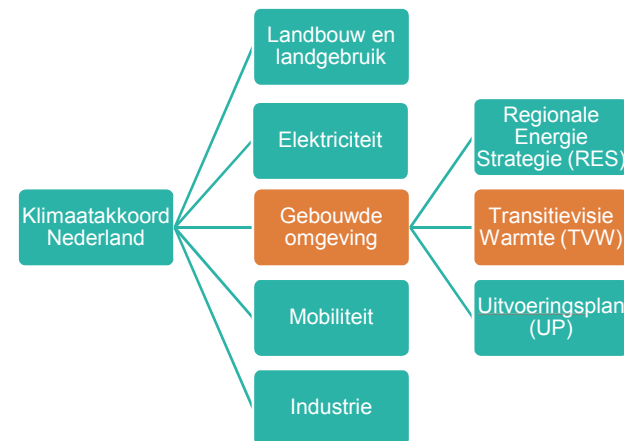 Klimaatakkoord
Nederland
Landbouw en
landgebruik
Elektriciteit
Gebouwde
omgeving
Mobiliteit
Industrie
Regionale
Energie
Strategie (RES)
Transitievisie
Warmte (TVW)
Uitvoeringsplan
(UP)